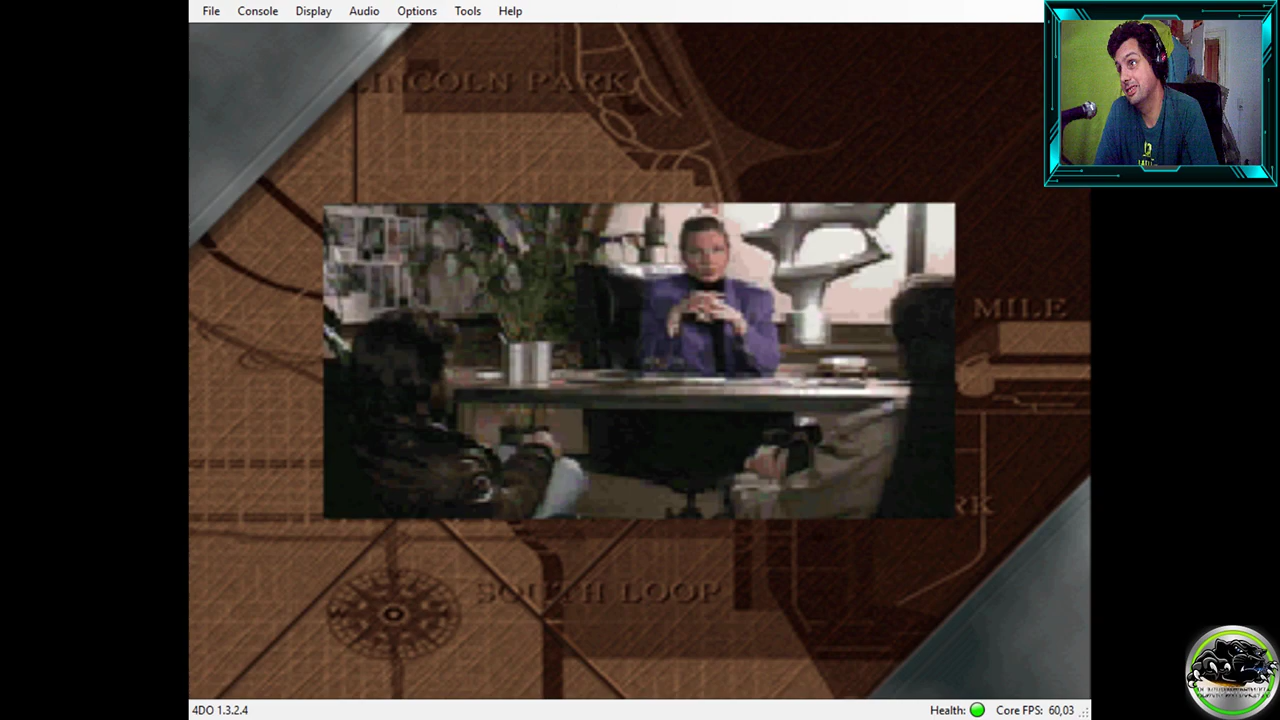 File Console Display Audio Options Tools Help
LINCOLN PARK
MILE
RK
SOUTH LOOP
4DO 1.3.2.4 Health: Core FPS: 60,03